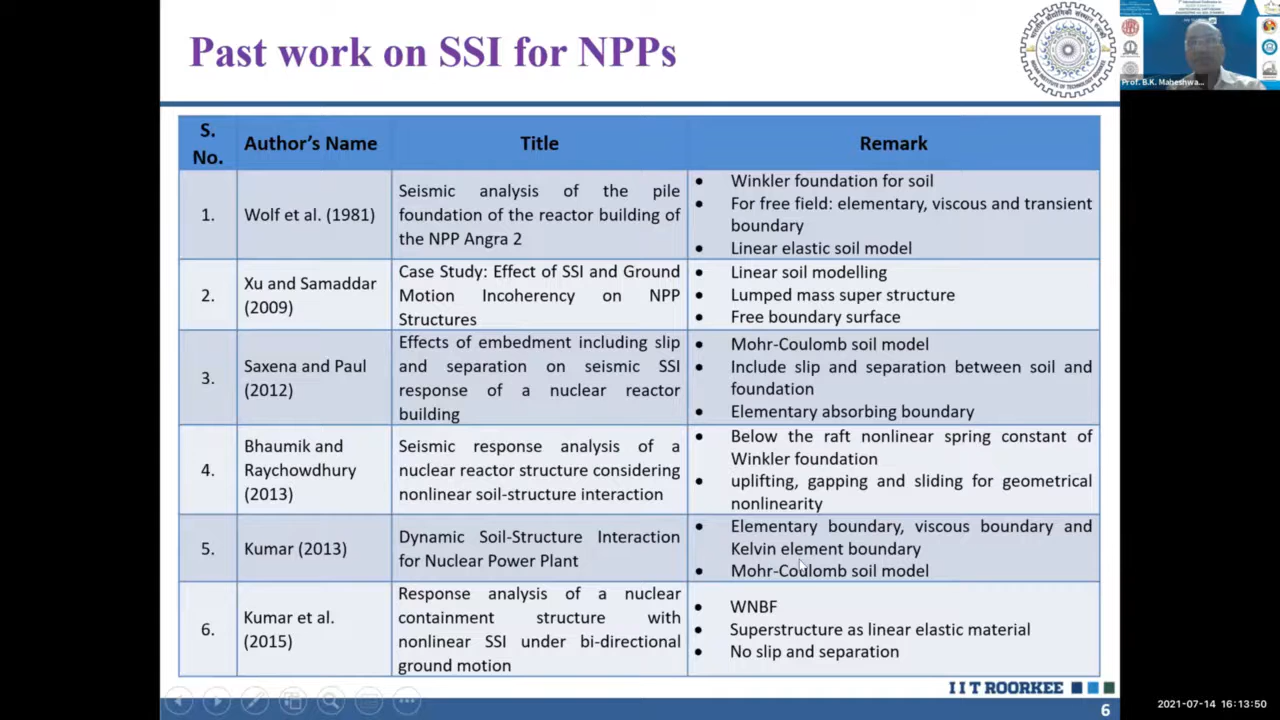 Past work on SSI for NPPs
S.
No.
Author's Name
Title
Remark
1.
Wolf et al. (1981)
Seismic analysis of the pile
foundation of the reactor building of
the NPP Angra 2
• Winkler foundation for soil
• For free field: elementary, viscous and transient
boundary
• Linear elastic soil model
2.
Xu and Samaddar
(2009)
Case Study: Effect of SSI and Ground
Motion Incoherency on NPP
Structures
• Linear soil modelling
• Lumped mass super structure
• Free boundary surface
3.
Saxena and Paul
(2012)
Effects of embedment including slip
and separation on seismic SSI
response of a nuclear reactor
building
• Mohr-Coulomb soil model
• Include slip and separation between soil and
foundation
• Elementary absorbing boundary
4.
Bhaumik and
Raychowdhury
(2013)
Seismic response analysis of a
nuclear reactor structure considering
nonlinear soil-structure interaction
• Below the raft nonlinear spring constant of
Winkler foundation
• uplifting, gapping and sliding for geometrical
nonlinearity
5.
Kumar (2013)
Dynamic Soil-Structure Interaction
for Nuclear Power Plant
• Elementary boundary, viscous boundary and
Kelvin element boundary
• Mohr-Coulomb soil model
6.
Kumar et al.
(2015)
Response analysis of a nuclear
containment structure with
nonlinear SSI under bi-directional
ground motion
• WNBF
• Superstructure as linear elastic material
• No slip and separation
I I T ROORKEE
6
Prof. B.K. Maheshwa...
2021-07-14 16:13:50